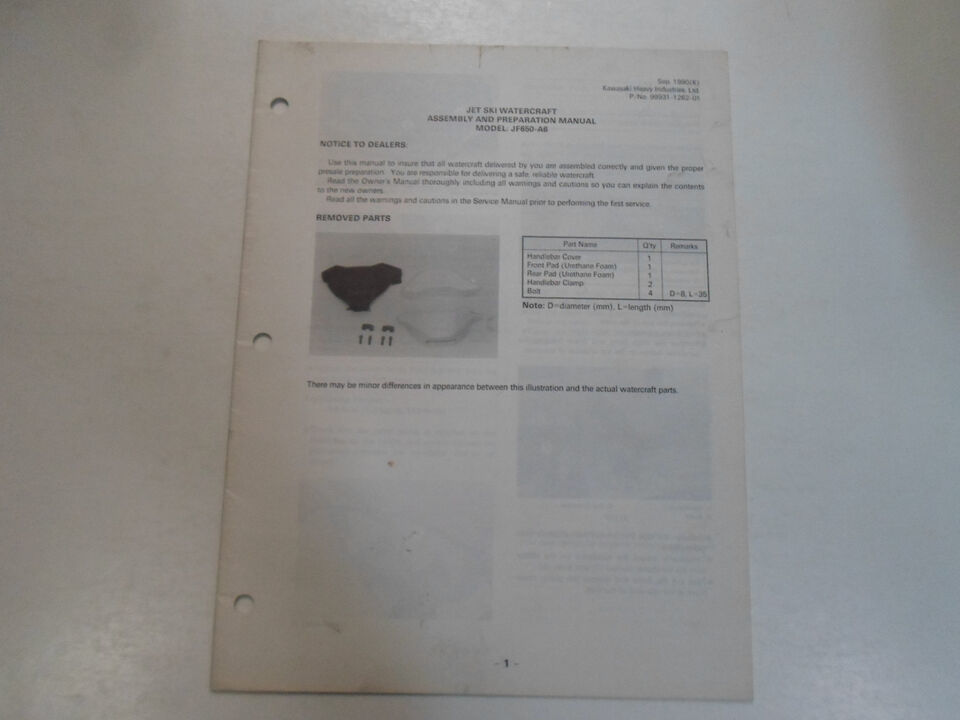 Sep. 1990(K)
Kawasaki Heavy Industries, Ltd.
P/No. 99931-1262-01
JET SKI WATERCRAFT
ASSEMBLY AND PREPARATION MANUAL
MODEL: JF650-A6
NOTICE TO DEALERS:
Use this manual to insure that all watercraft delivered by you are assembled correctly and given the proper
presale preparation. You are responsible for delivering a safe, reliable watercraft.
Read the Owner's Manual thoroughly including all warnings and cautions so you can explain the contents
to the new owners.
Read all the warnings and cautions in the Service Manual prior to performing the first service.
REMOVED PARTS
Part Name Q'ty Remarks
Handlebar Cover 1
Front Pad (Urethane Foam) 1
Rear Pad (Urethane Foam) 1
Handlebar Clamp 2
Bolt 4 D=8, L=35
Note: D=diameter (mm), L=length (mm)
There may be minor differences in appearance between this illustration and the actual watercraft parts.
- 1 -